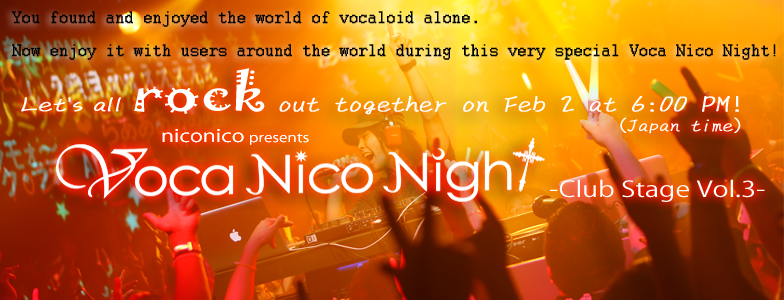 You found and enjoyed the world of vocaloid alone.
Now enjoy it with users around the world during this very special Voca Nico Night!
Let's all rock out together on Feb 2 at 6:00 PM!
(Japan time)
niconico presents
Voca Nico Night
-Club Stage Vol.3-